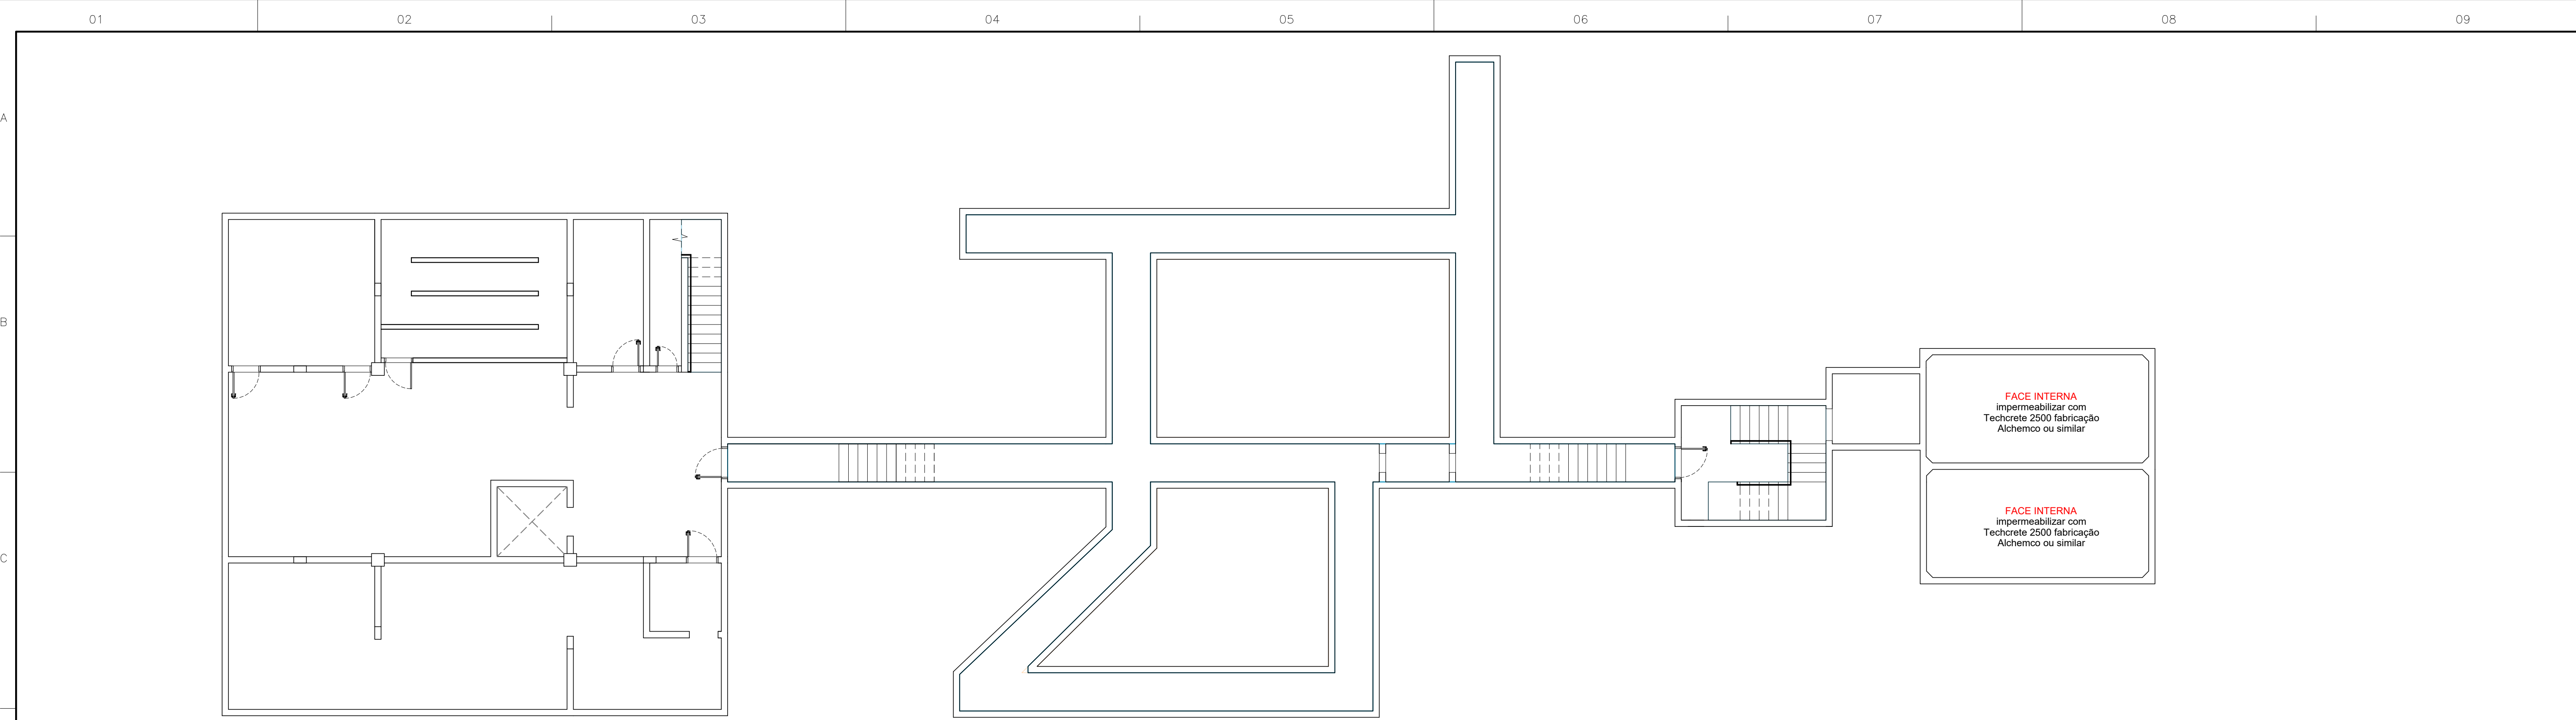 01 02 03 04 05 06 07 08 09
A
B
FACE INTERNA
impermeabilizar com
Techcrete 2500 fabricação
Alchemco ou similar
FACE INTERNA
impermeabilizar com
Techcrete 2500 fabricação
Alchemco ou similar
C